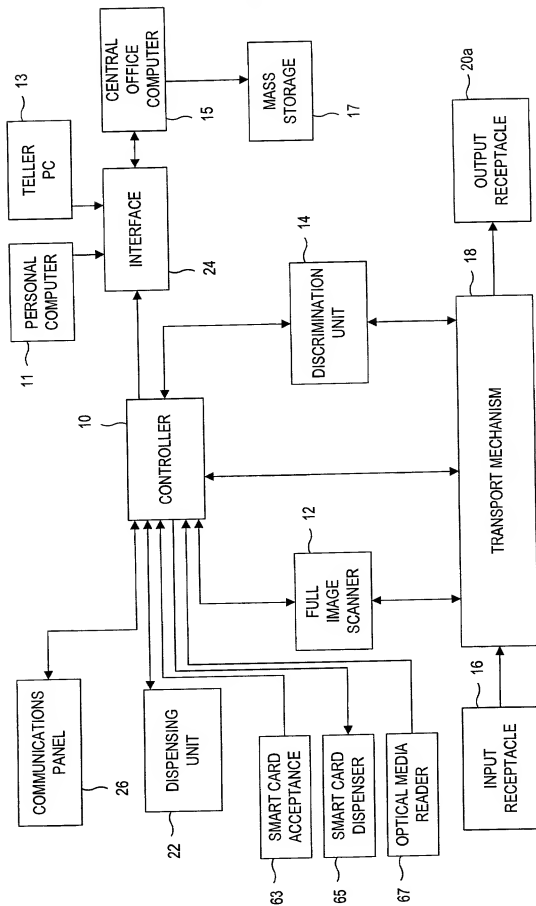 13
TELLER
PC
11
PERSONAL
COMPUTER
CENTRAL
OFFICE
COMPUTER
15
INTERFACE
24
MASS
STORAGE
17
10
CONTROLLER
14
DISCRIMINATION
UNIT
12
FULL
IMAGE
SCANNER
COMMUNICATIONS
PANEL
26
DISPENSING
UNIT
22
SMART CARD
ACCEPTANCE
63
SMART CARD
DISPENSER
65
OPTICAL MEDIA
READER
67
16
INPUT
RECEPTACLE
18
TRANSPORT MECHANISM
20a
OUTPUT
RECEPTACLE